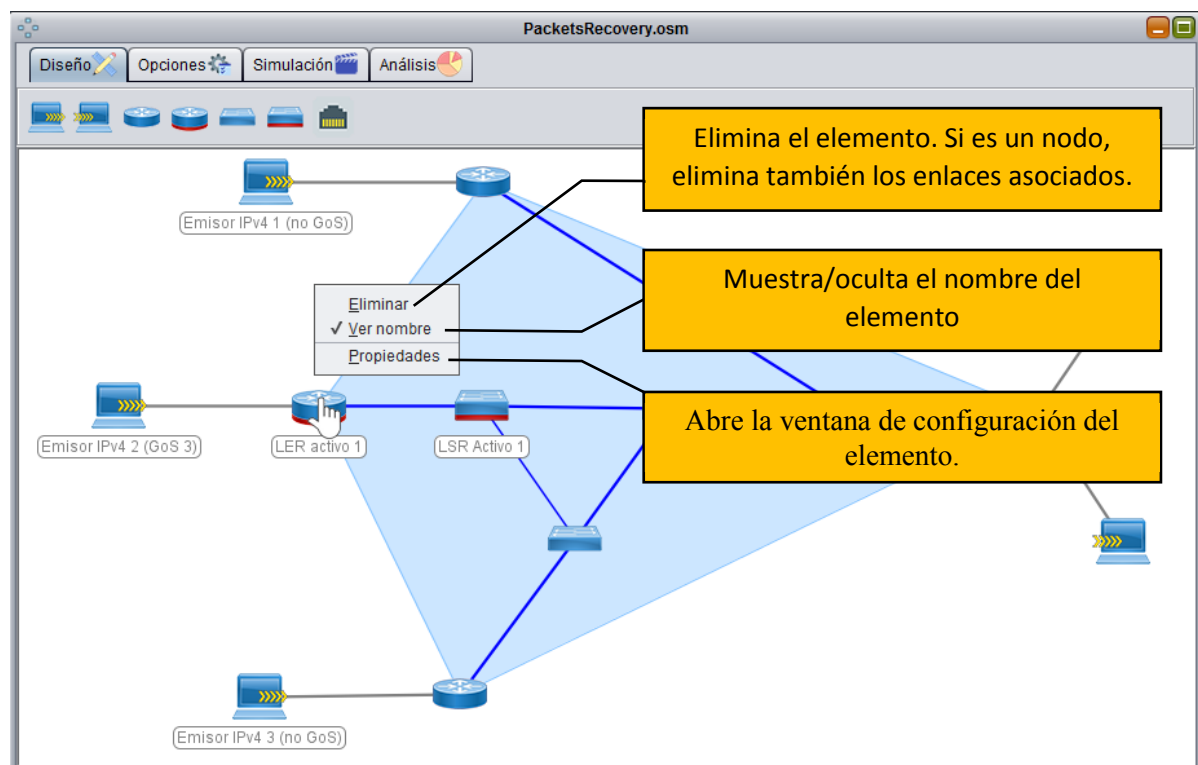 PacketsRecovery.osm
Diseño
Opciones
Simulación
Análisis
Elimina el elemento. Si es un nodo,
elimina también los enlaces asociados.
Emisor IPv4 1 (no GoS)
Muestra/oculta el nombre del
elemento
Eliminar
✓ Ver nombre
Propiedades
Abre la ventana de configuración del
elemento.
Emisor IPv4 2 (GoS 3)
LER activo 1
LSR Activo 1
Emisor IPv4 3 (no GoS)